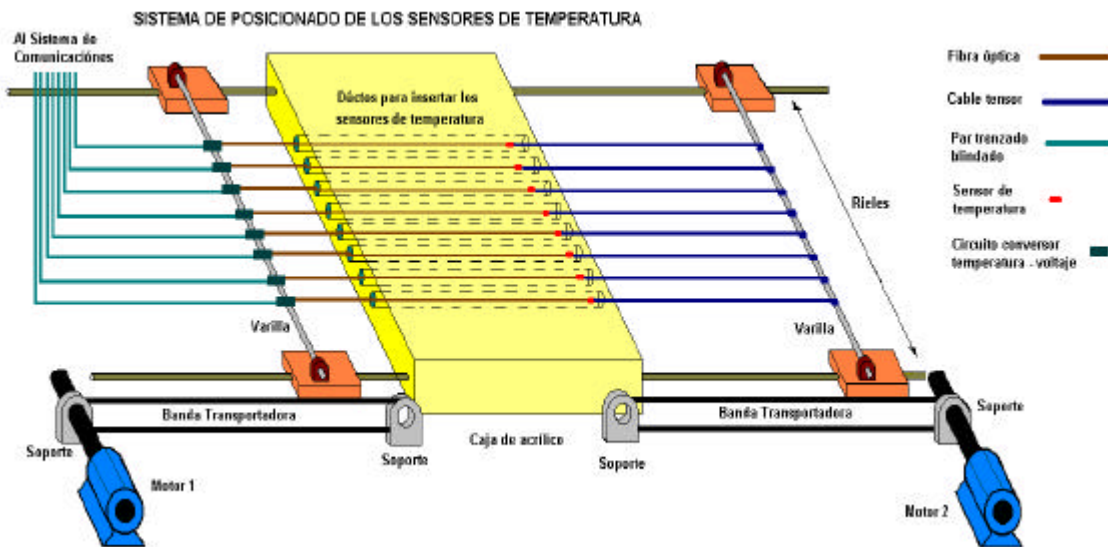 SISTEMA DE POSICIONADO DE LOS SENSORES DE TEMPERATURA
Al Sistema de
Comunicaciónes
Dúctos para insertar los
sensores de temperatura
Fibra óptica
Cable tensor
Par trenzado
blindado
Sensor de
temperatura
Circuito conversor
temperatura - voltaje
Rieles
Varilla
Varilla
Banda Transportadora
Banda Transportadora
Soporte
Soporte
Soporte
Caja de acrílico
Soporte
Motor 1
Motor 2